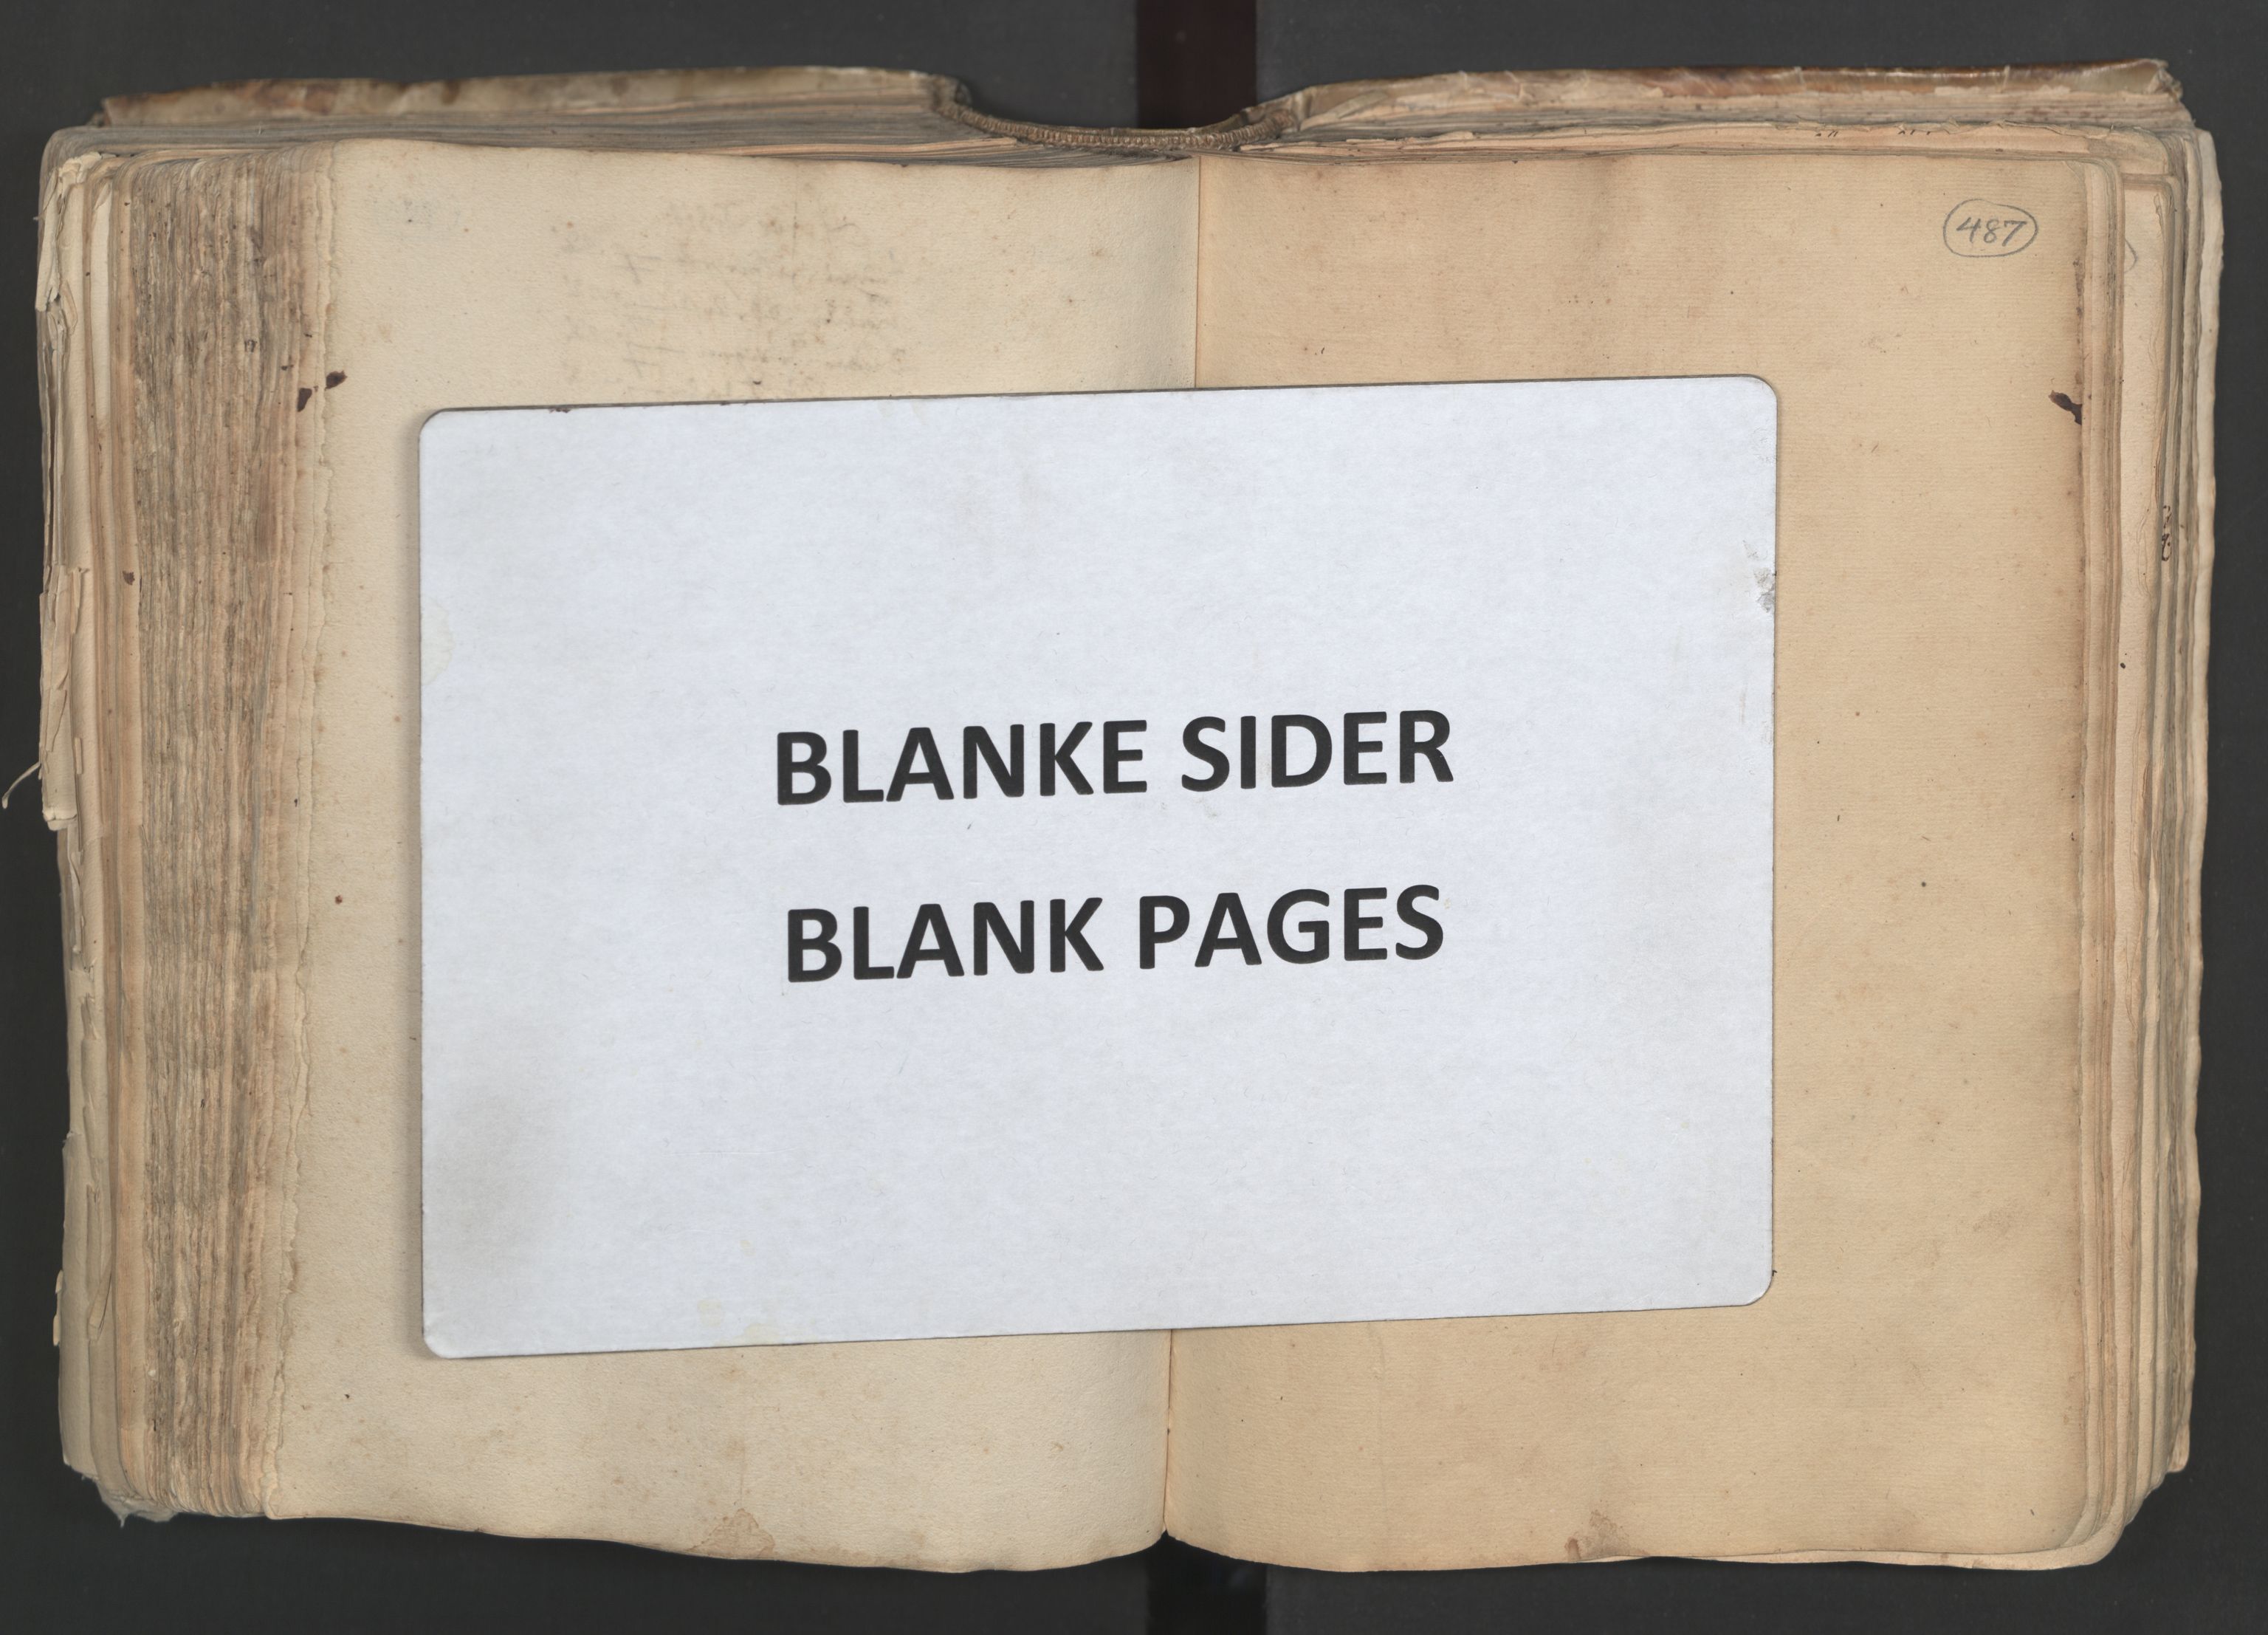 487
BLANKE SIDER
BLANK PAGES